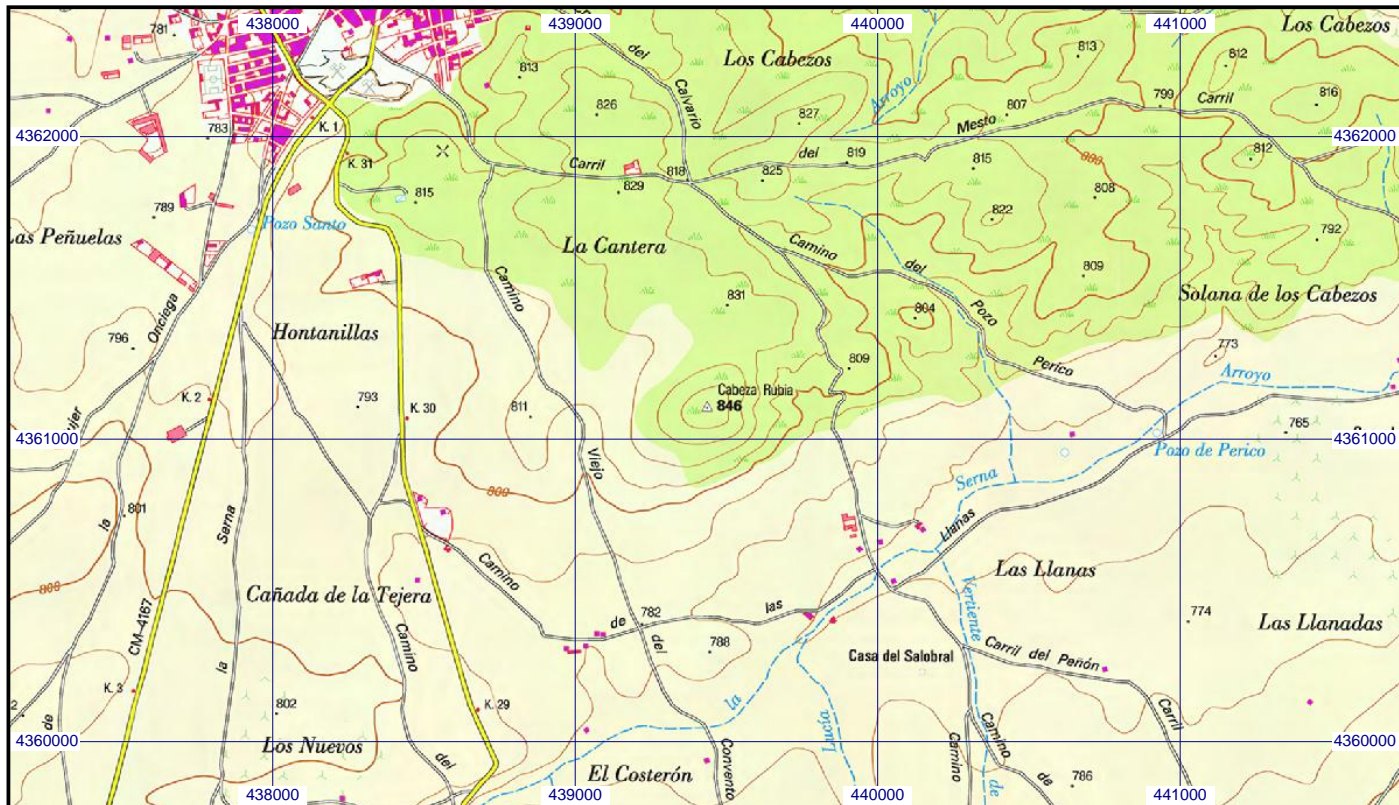 438000
439000
440000
441000
781
813
del
Los Cabezos
813
812
Los Cabezos
Calvario
Arroyo
826
827
807
799
Carril
816
K. 1
Mesto
4362000
783
4362000
K. 31
Carril
818
del
819
815
800
812
825
815
829
808
789
822
Pozo Santo
Las Peñuelas
La Cantera
792
Camino
del
809
Camino
831
Solana de los Cabezos
Onciega
Pozo
804
Hontanillas
796
773
809
Perico
Arroyo
Cabeza Rubia
846
K. 2
793
K. 30
811
765
4361000
4361000
Pozo de Perico
Viejo
Serna
800
801
la
Serna
Llanas
Camino
Las Llanas
800
Cañada de la Tejera
Vertiente
782
las
774
Las Llanadas
de
CM-4167
Camino
788
del
Casa del Salobral
Carril del Peñón
la
K. 3
la
K. 29
802
Lucia
Carril
de
Camino
Camino
4360000
Los Nuevos
4360000
del
El Costerón
Convento
de
de
786
438000
439000
440000
441000